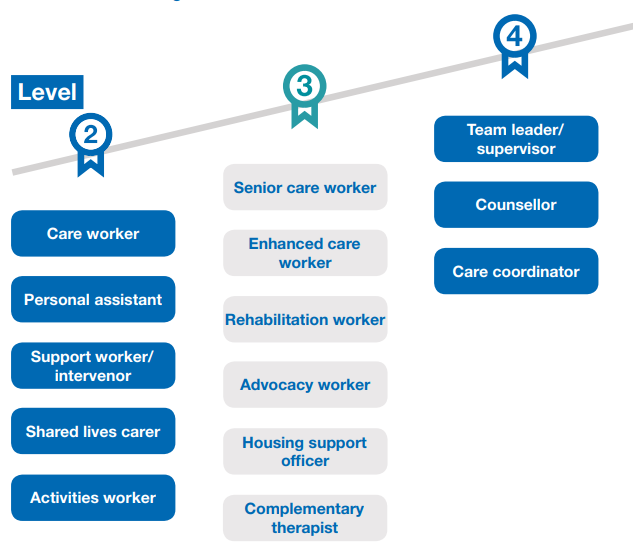 Level
2
Care worker
Personal assistant
Support worker/
intervenor
Shared lives carer
Activities worker
3
Senior care worker
Enhanced care
worker
Rehabilitation worker
Advocacy worker
Housing support
officer
Complementary
therapist
4
Team leader/
supervisor
Counsellor
Care coordinator